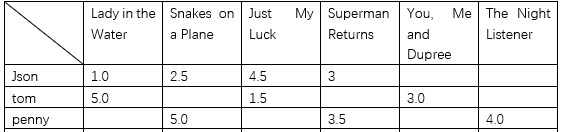 Lady in the Water
Snakes on a Plane
Just My Luck
Superman Returns
You, Me and Dupree
The Night Listener
Json 1.0 2.5 4.5 3
tom 5.0 1.5 3.0
penny 5.0 3.5 4.0